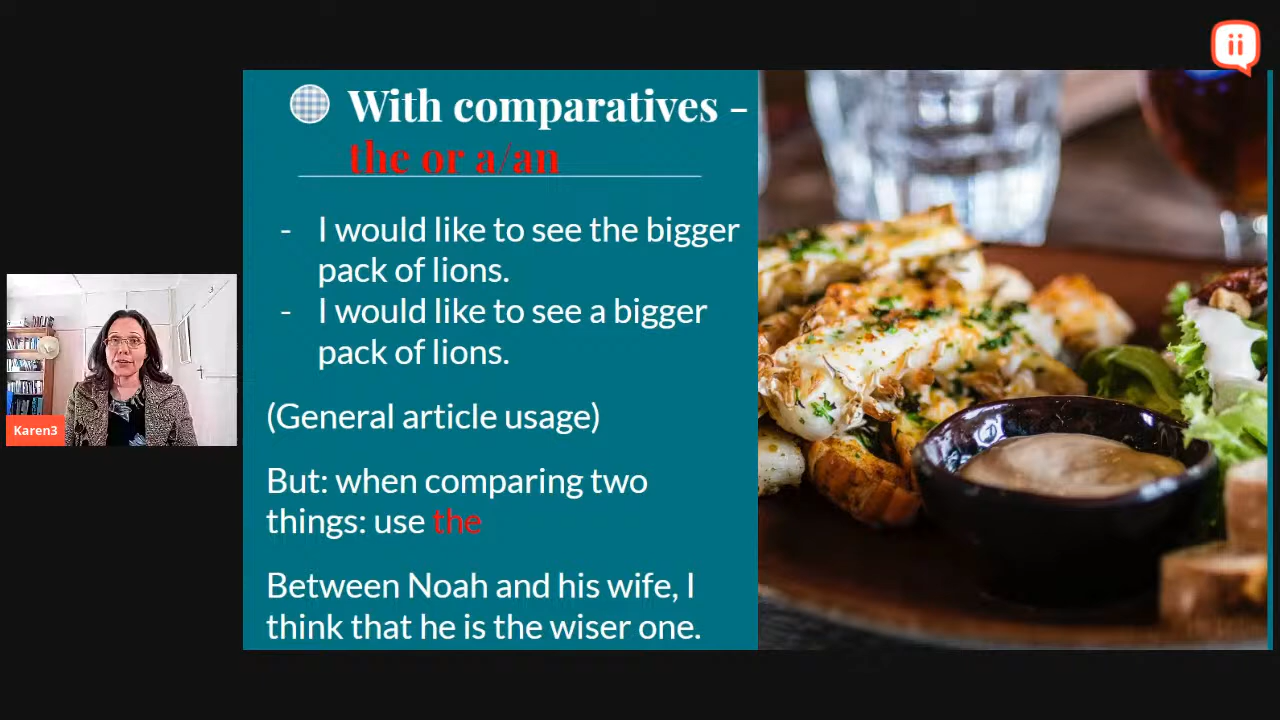 With comparatives -
the or a/an
- I would like to see the bigger
pack of lions.
- I would like to see a bigger
pack of lions.
(General article usage)
But: when comparing two
things: use the
Between Noah and his wife, I
think that he is the wiser one.
Karen3